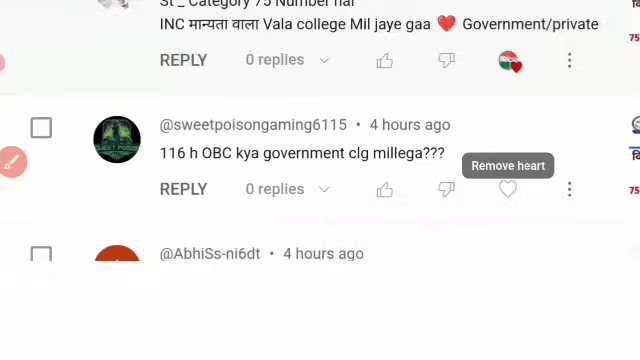 St _ Category 75 Number hai
INC मान्यता वाला Vala college Mil jaye gaa ❤️ Government/private
REPLY 0 replies
75
@sweetpoisongaming6115 • 4 hours ago
116 h OBC kya government clg millega???
Remove heart
REPLY 0 replies
75
@AbhiSs-ni6dt • 4 hours ago